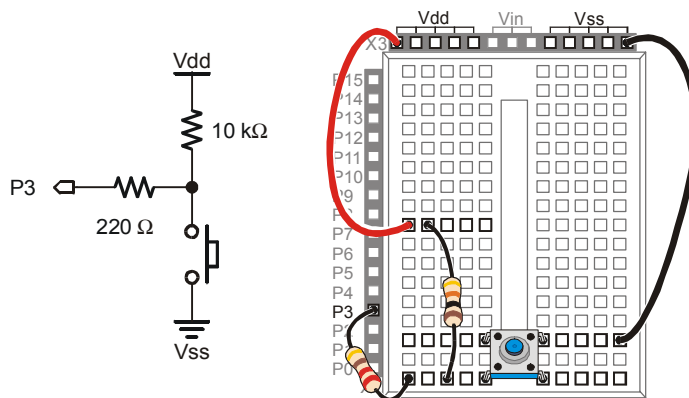 Vdd
10 kΩ
P3
220 Ω
Vss
Vdd Vin Vss
X3
P15
P14
P13
P12
P11
P10
P9
P7
P6
P5
P4
P3
P2
P0